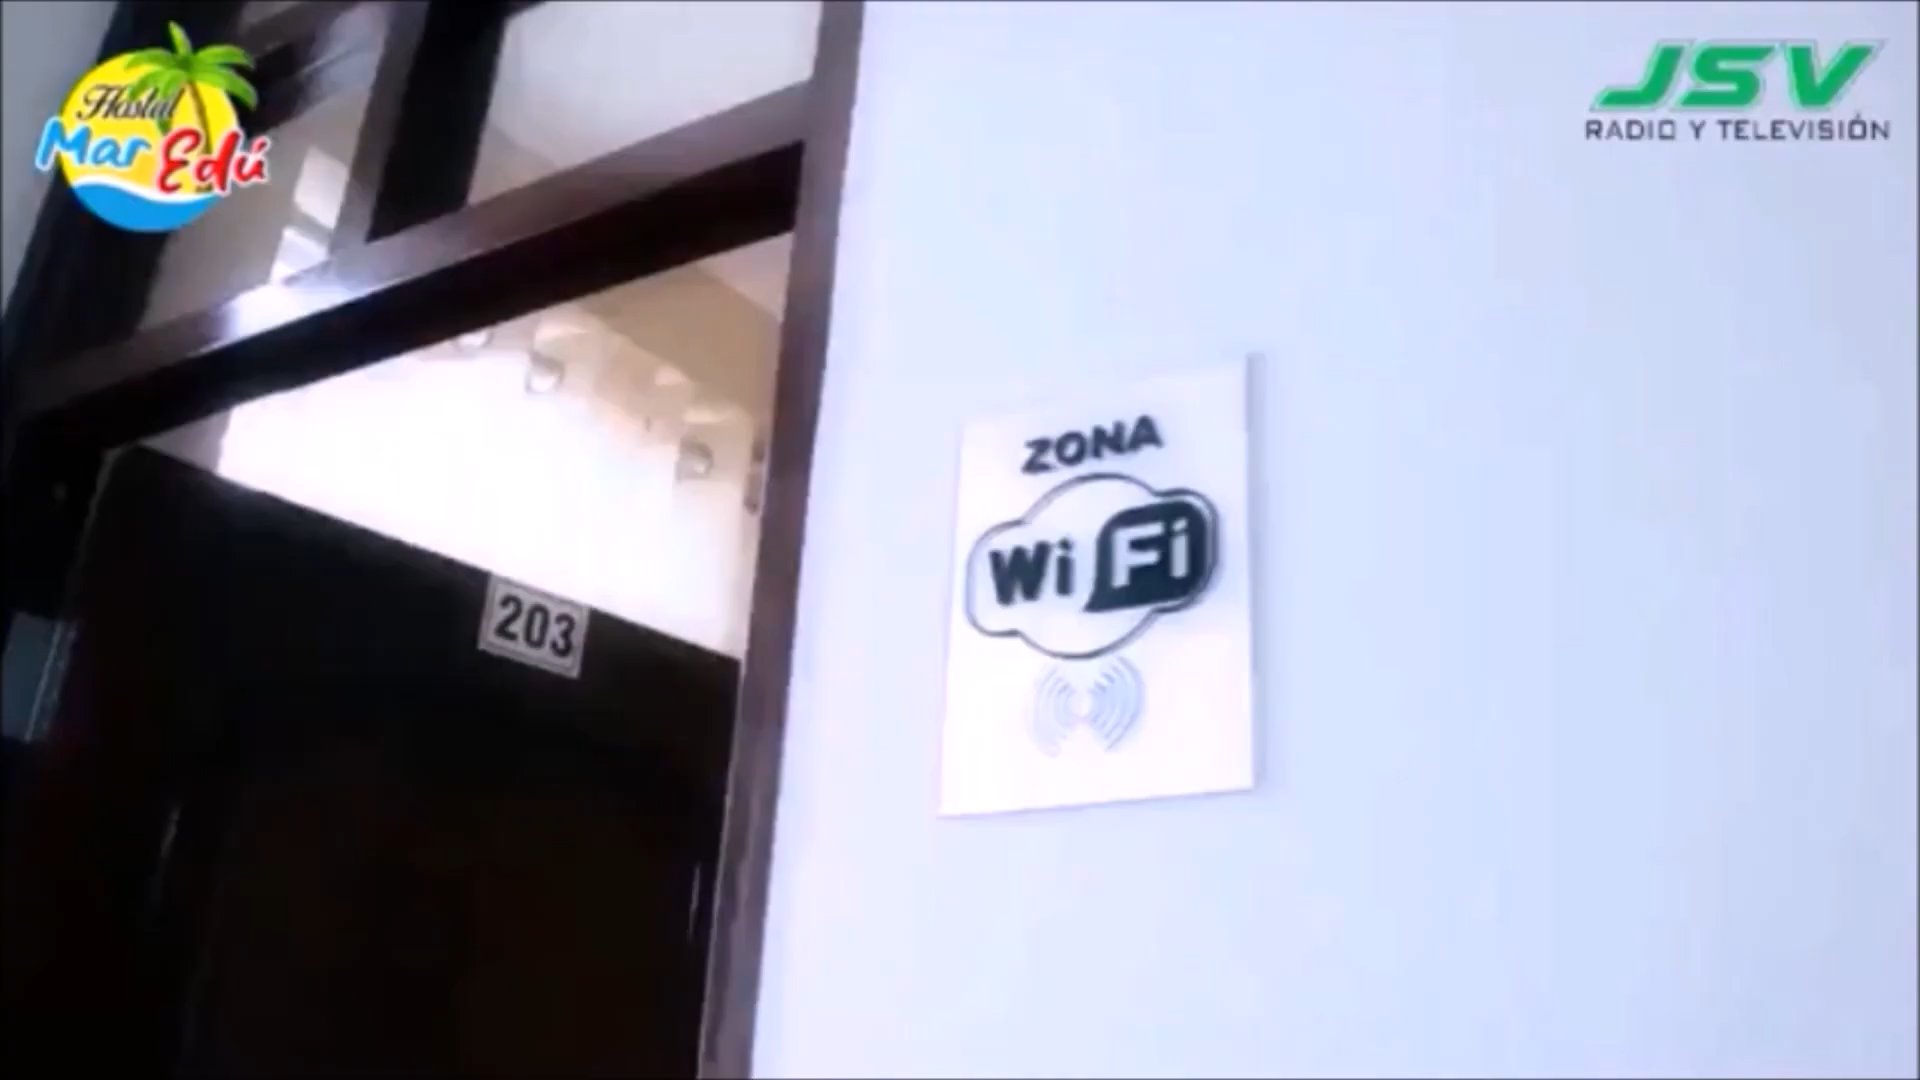 Hostal
Mar Edú
JSV
RADIO Y TELEVISIÓN
ZONA
Wi Fi
203